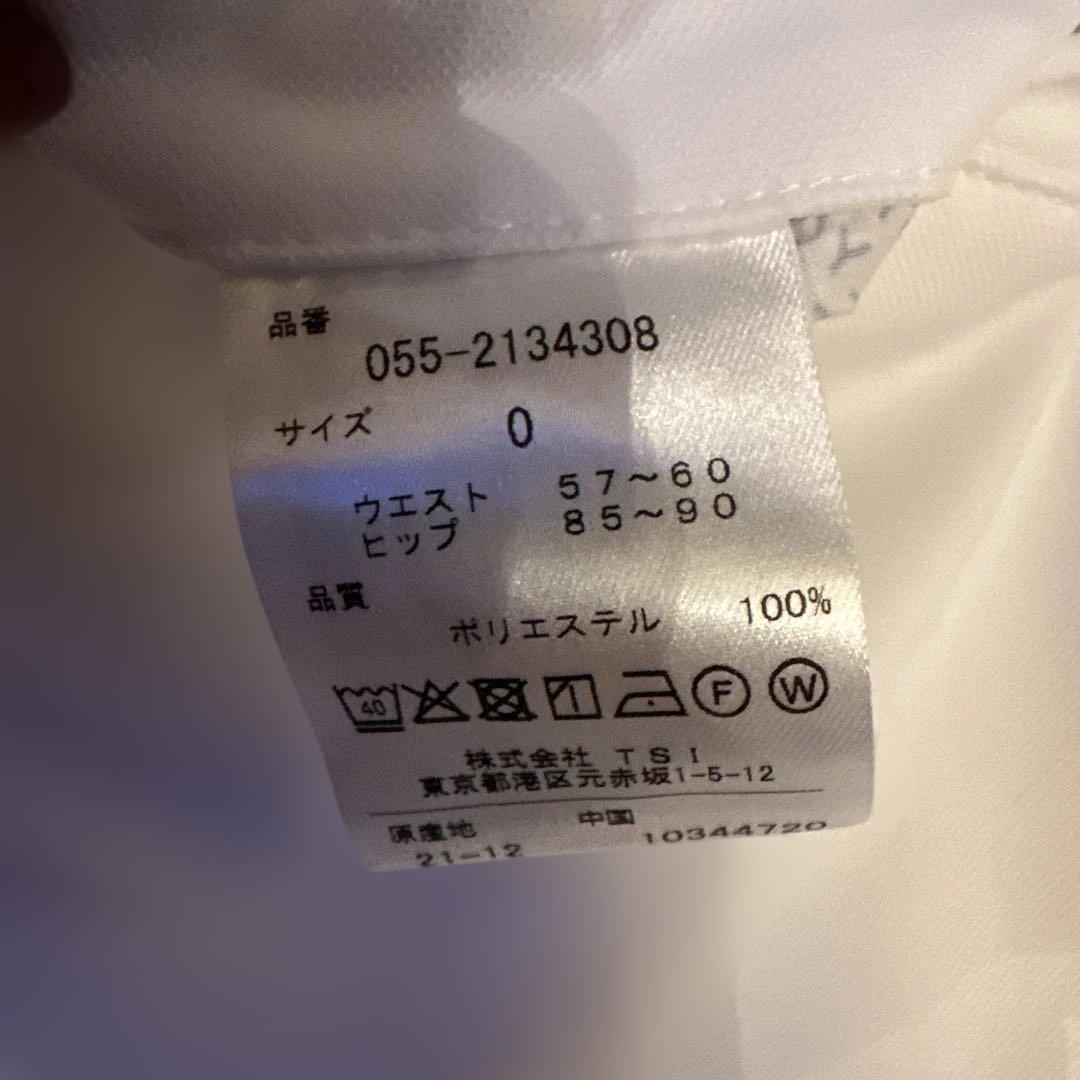 品番
055-2134308
サイズ 0
ウエスト 57～60
ヒップ 85～90
品質
ポリエステル 100%
40
F W
株式会社 TSI
東京都港区元赤坂1-5-12
原産地 中国
21-12 10344720